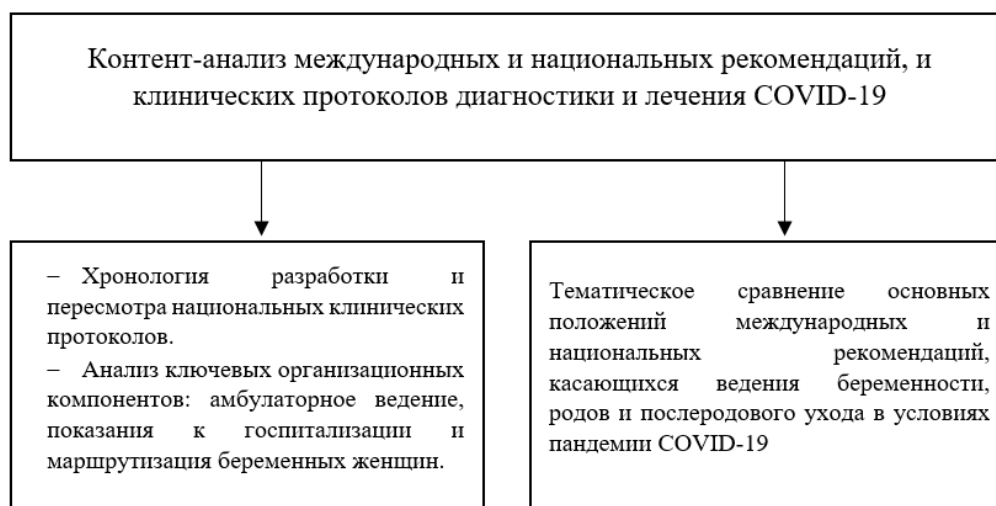 Контент-анализ международных и национальных рекомендаций, и
клинических протоколов диагностики и лечения COVID-19
– Хронология разработки и
пересмотра национальных клинических
протоколов.
– Анализ ключевых организационных
компонентов: амбулаторное ведение,
показания к госпитализации и
маршрутизация беременных женщин.
Тематическое сравнение основных
положений международных и
национальных рекомендаций,
касающихся ведения беременности,
родов и послеродового ухода в условиях
пандемии COVID-19